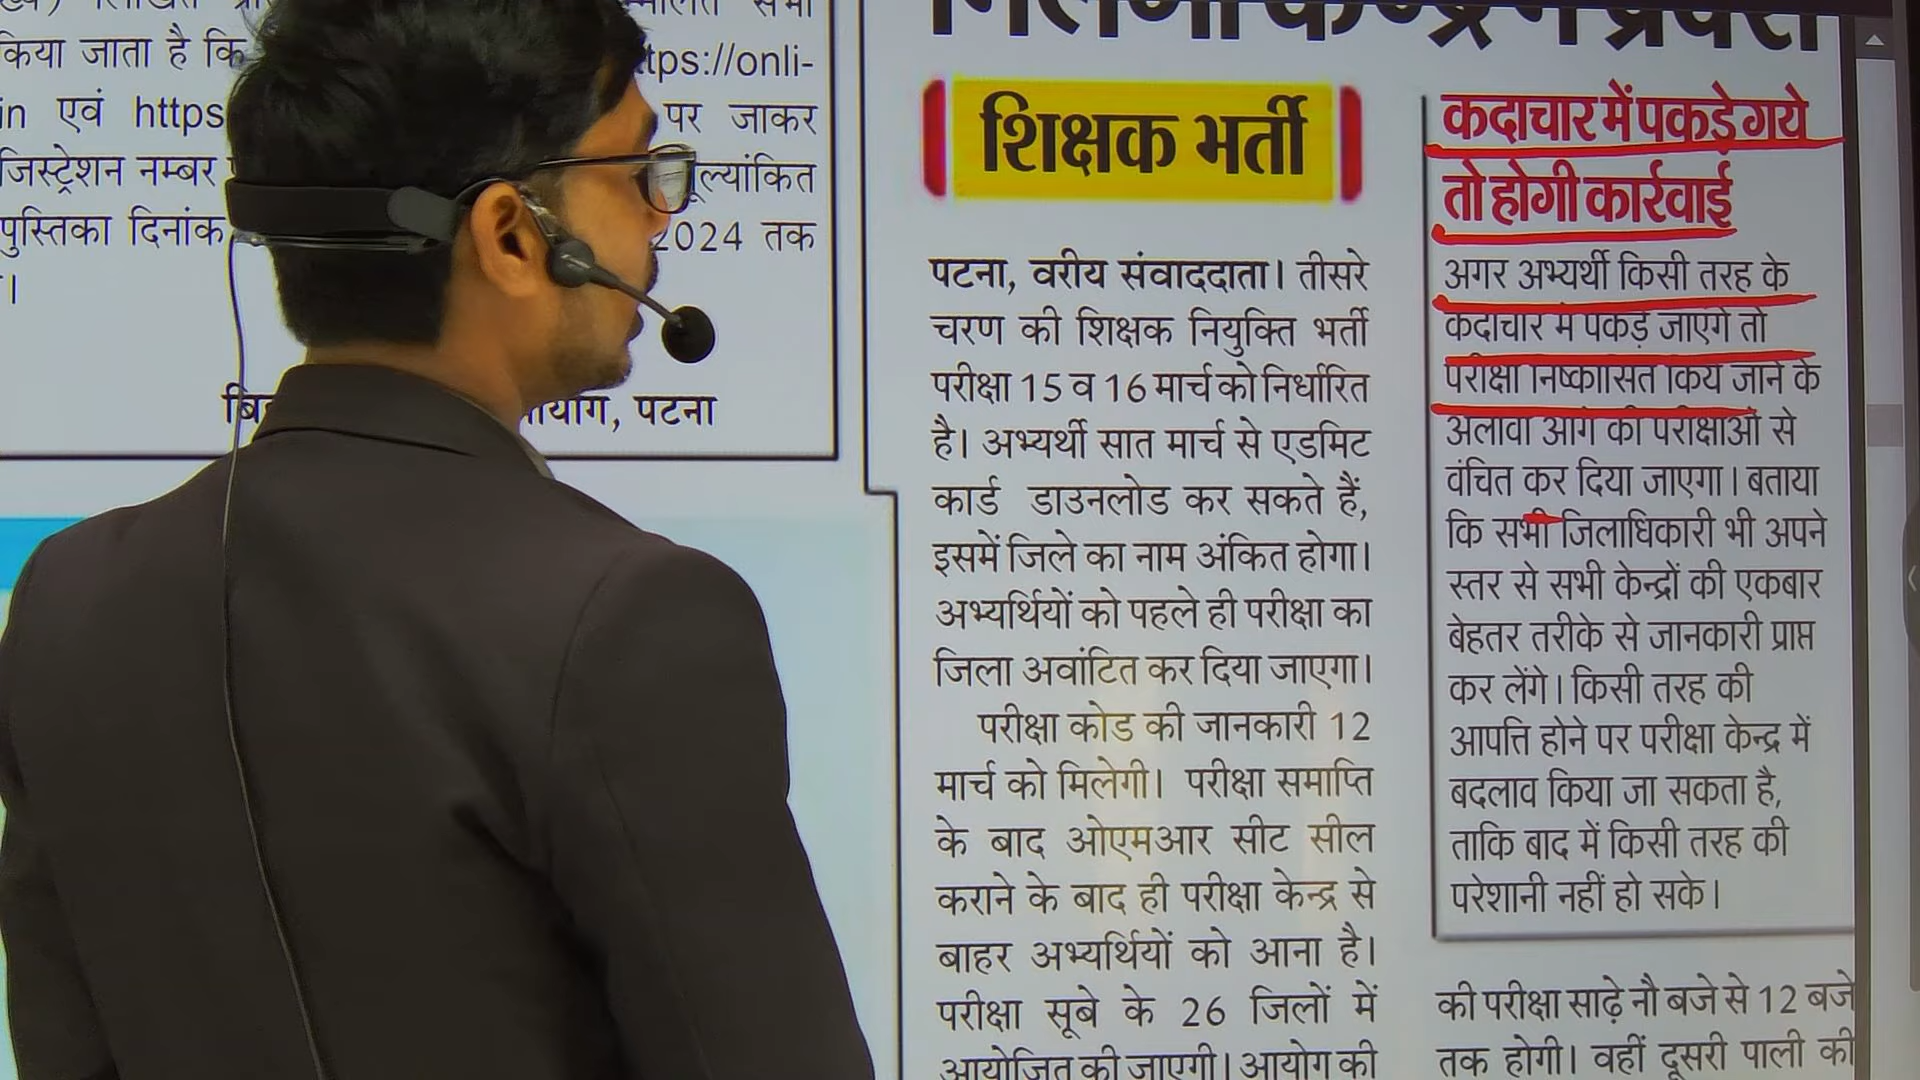 किया जाता है कि
ttps://onli-
in एवं https
पर जाकर
जिस्ट्रेशन नम्बर
मूल्यांकित
पुस्तिका दिनांक
2024 तक
।
पटना
शिक्षक भर्ती
पटना, वरीय संवाददाता। तीसरे
चरण की शिक्षक नियुक्ति भर्ती
परीक्षा 15 व 16 मार्च को निर्धारित
है। अभ्यर्थी सात मार्च से एडमिट
कार्ड डाउनलोड कर सकते हैं,
इसमें जिले का नाम अंकित होगा।
अभ्यर्थियों को पहले ही परीक्षा का
जिला अवांटित कर दिया जाएगा।
परीक्षा कोड की जानकारी 12
मार्च को मिलेगी। परीक्षा समाप्ति
के बाद ओएमआर सीट सील
कराने के बाद ही परीक्षा केन्द्र से
बाहर अभ्यर्थियों को आना है।
परीक्षा सूबे के 26 जिलों में
आयोजित की जाएगी। आयोग की
कदाचार में पकड़े गये
तो होगी कार्रवाई
अगर अभ्यर्थी किसी तरह के
कदाचार में पकड़े जाएंगे तो
परीक्षा निष्कासित किये जाने के
अलावा आगे की परीक्षाओं से
वंचित कर दिया जाएगा। बताया
कि सभी जिलाधिकारी भी अपने
स्तर से सभी केन्द्रों की एकबार
बेहतर तरीके से जानकारी प्राप्त
कर लेंगे। किसी तरह की
आपत्ति होने पर परीक्षा केन्द्र में
बदलाव किया जा सकता है,
ताकि बाद में किसी तरह की
परेशानी नहीं हो सके।
की परीक्षा साढ़े नौ बजे से 12 बजे
तक होगी। वहीं दूसरी पाली की